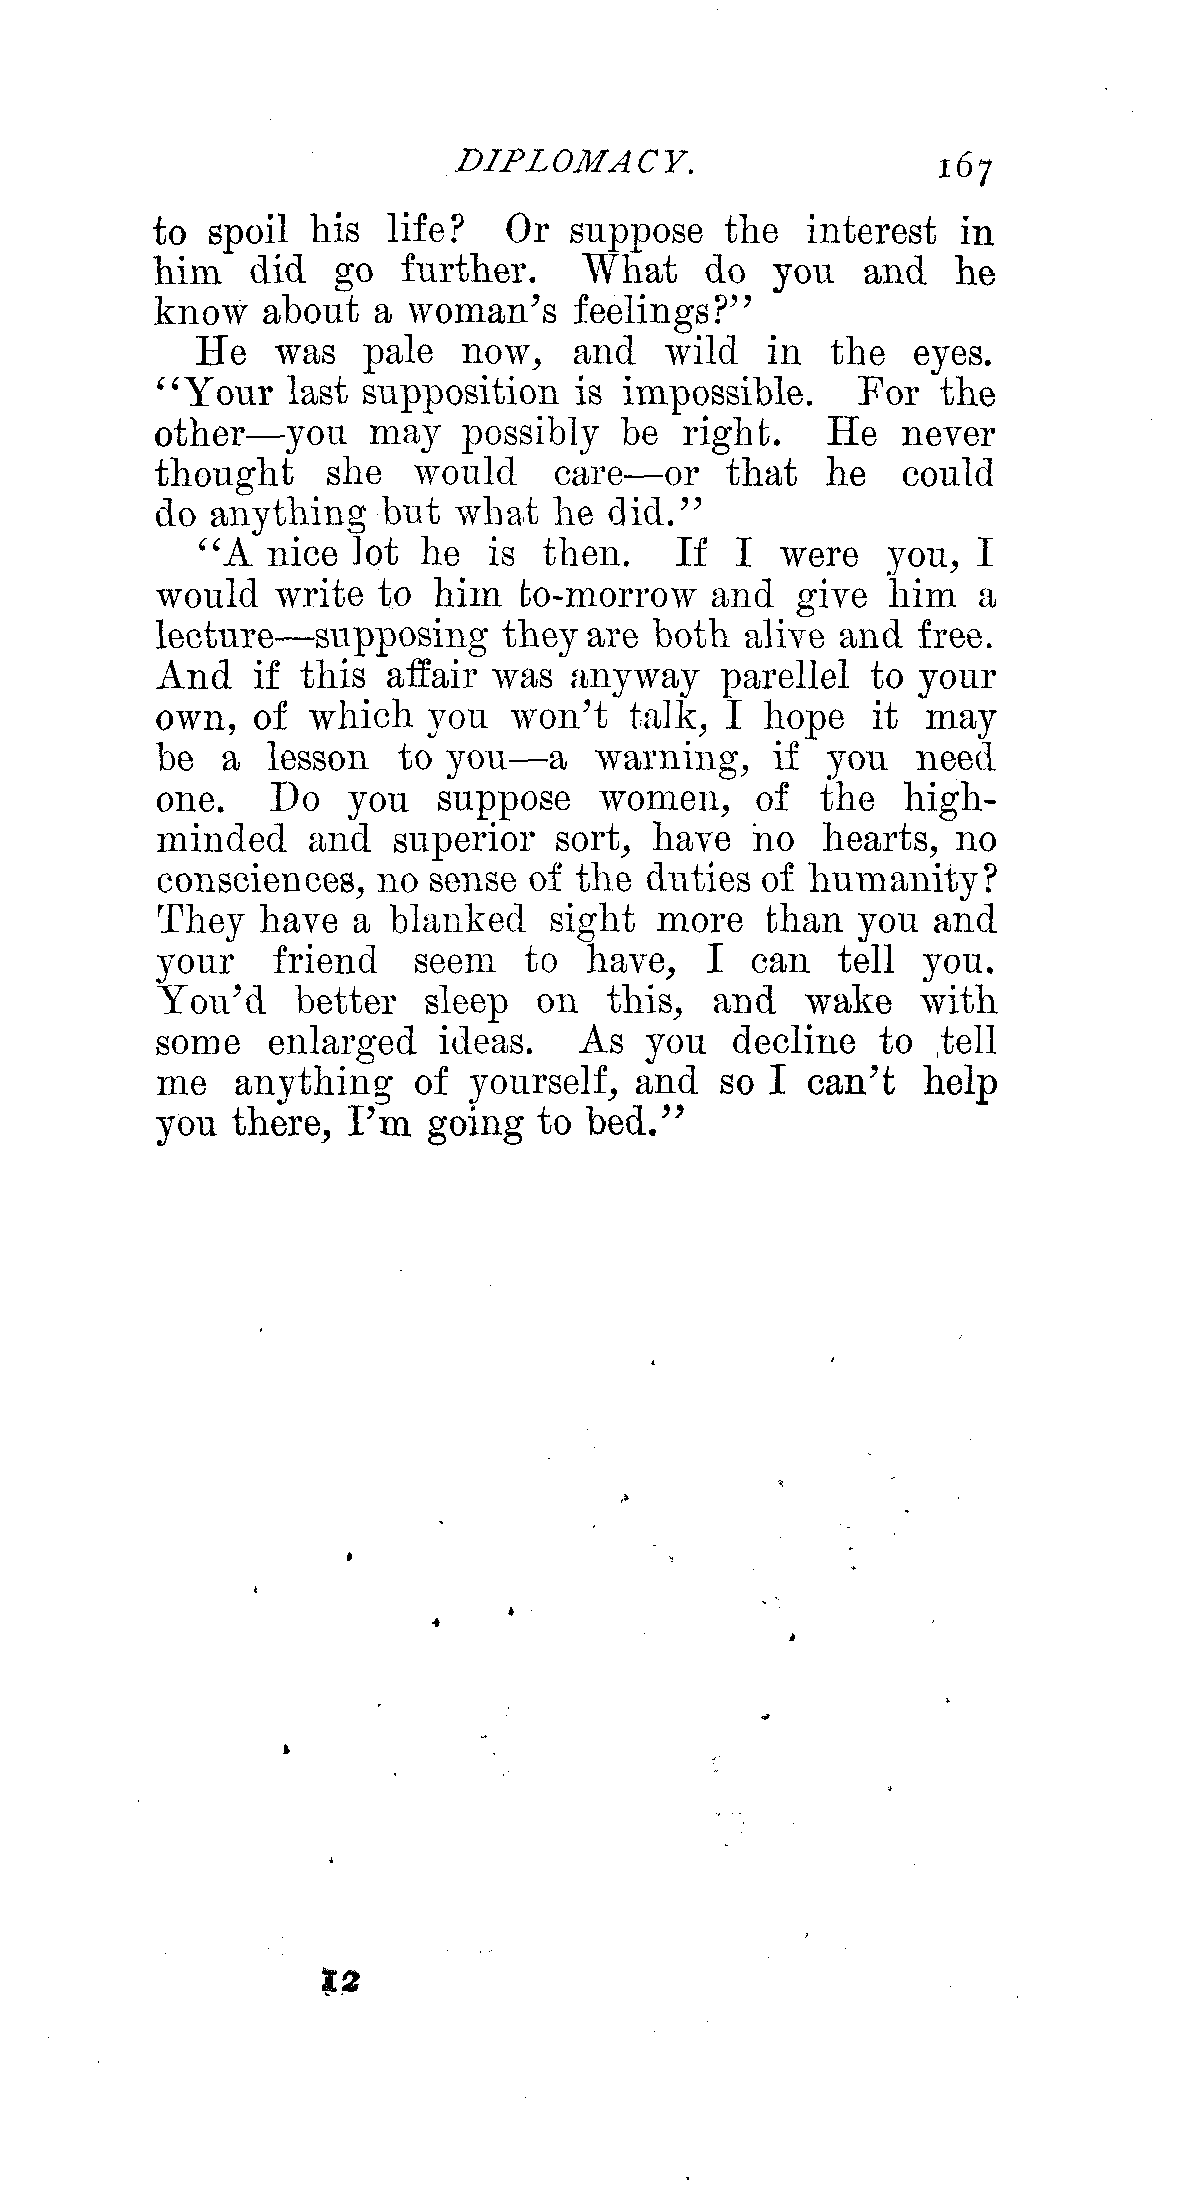 DIPLOMACY. 167
to spoil his life? Or suppose the interest in
him did go further. What do you and he
know about a woman's feelings?"
He was pale now, and wild in the eyes.
"Your last supposition is impossible. For the
other—you may possibly be right. He never
thought she would care—or that he could
do anything but what he did."
"A nice lot he is then. If I were you, I
would write to him to-morrow and give him a
lecture—supposing they are both alive and free.
And if this affair was anyway parellel to your
own, of which you won't talk, I hope it may
be a lesson to you—a warning, if you need
one. Do you suppose women, of the high-
minded and superior sort, have no hearts, no
consciences, no sense of the duties of humanity?
They have a blanked sight more than you and
your friend seem to have, I can tell you.
You'd better sleep on this, and wake with
some enlarged ideas. As you decline to tell
me anything of yourself, and so I can't help
you there, I'm going to bed."
12